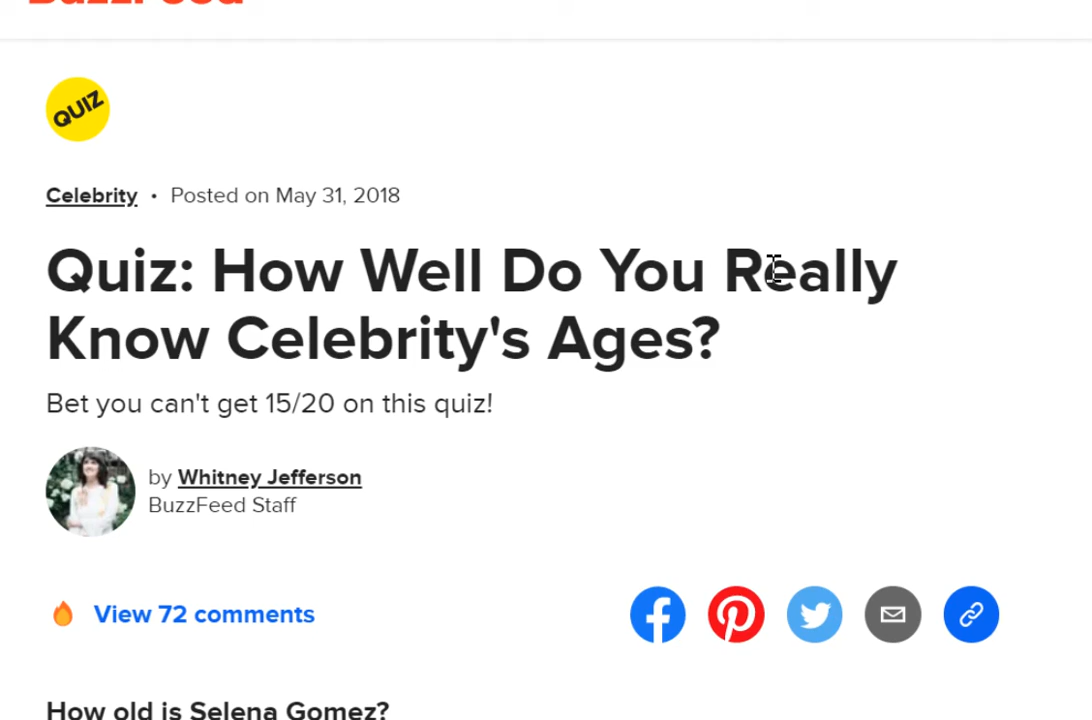 BuzzFeed
QUIZ
Celebrity • Posted on May 31, 2018
Quiz: How Well Do You Really
Know Celebrity's Ages?
Bet you can't get 15/20 on this quiz!
by Whitney Jefferson
BuzzFeed Staff
View 72 comments
How old is Selena Gomez?